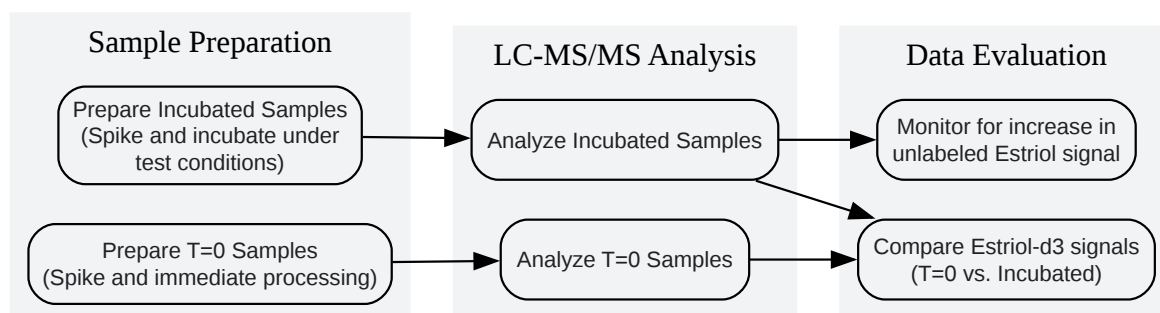 Sample Preparation
Prepare Incubated Samples
(Spike and incubate under
test conditions)
Prepare T=0 Samples
(Spike and immediate processing)
LC-MS/MS Analysis
Analyze Incubated Samples
Analyze T=0 Samples
Data Evaluation
Monitor for increase in
unlabeled Estriol signal
Compare Estriol-d3 signals
(T=0 vs. Incubated)